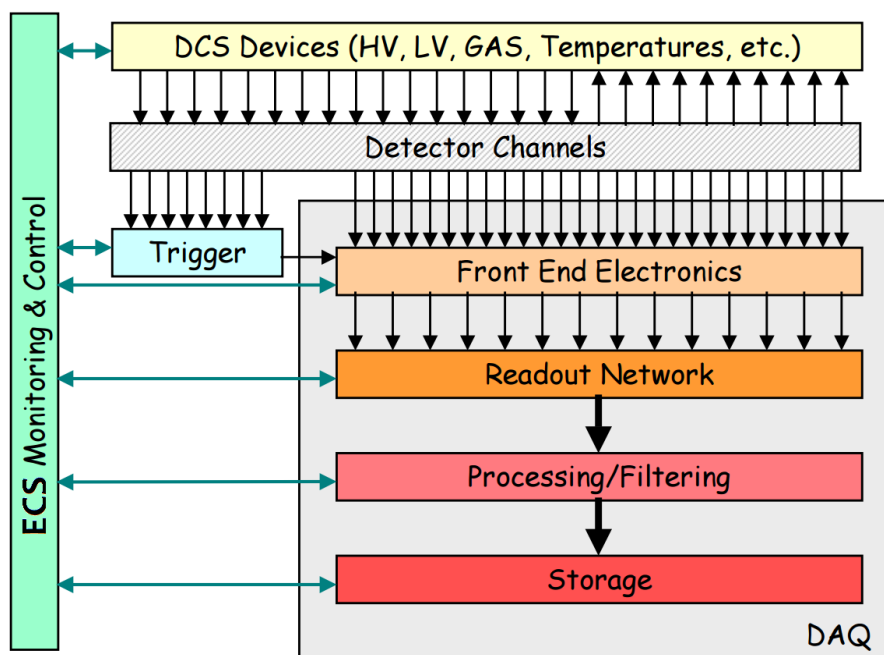 DCS Devices (HV, LV, GAS, Temperatures, etc.)
Detector Channels
ECS Monitoring & Control
Trigger
Front End Electronics
Readout Network
Processing/Filtering
Storage
DAQ